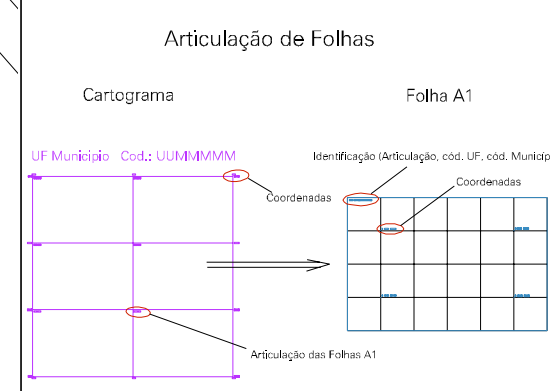 Articulação de Folhas
Cartograma
Folha A1
UF Municipio Cod.: UUMMMMM
Identificação (Articulação, cód. UF, cód. Municíp
Coordenadas
Coordenadas
Articulação das Folhas A1